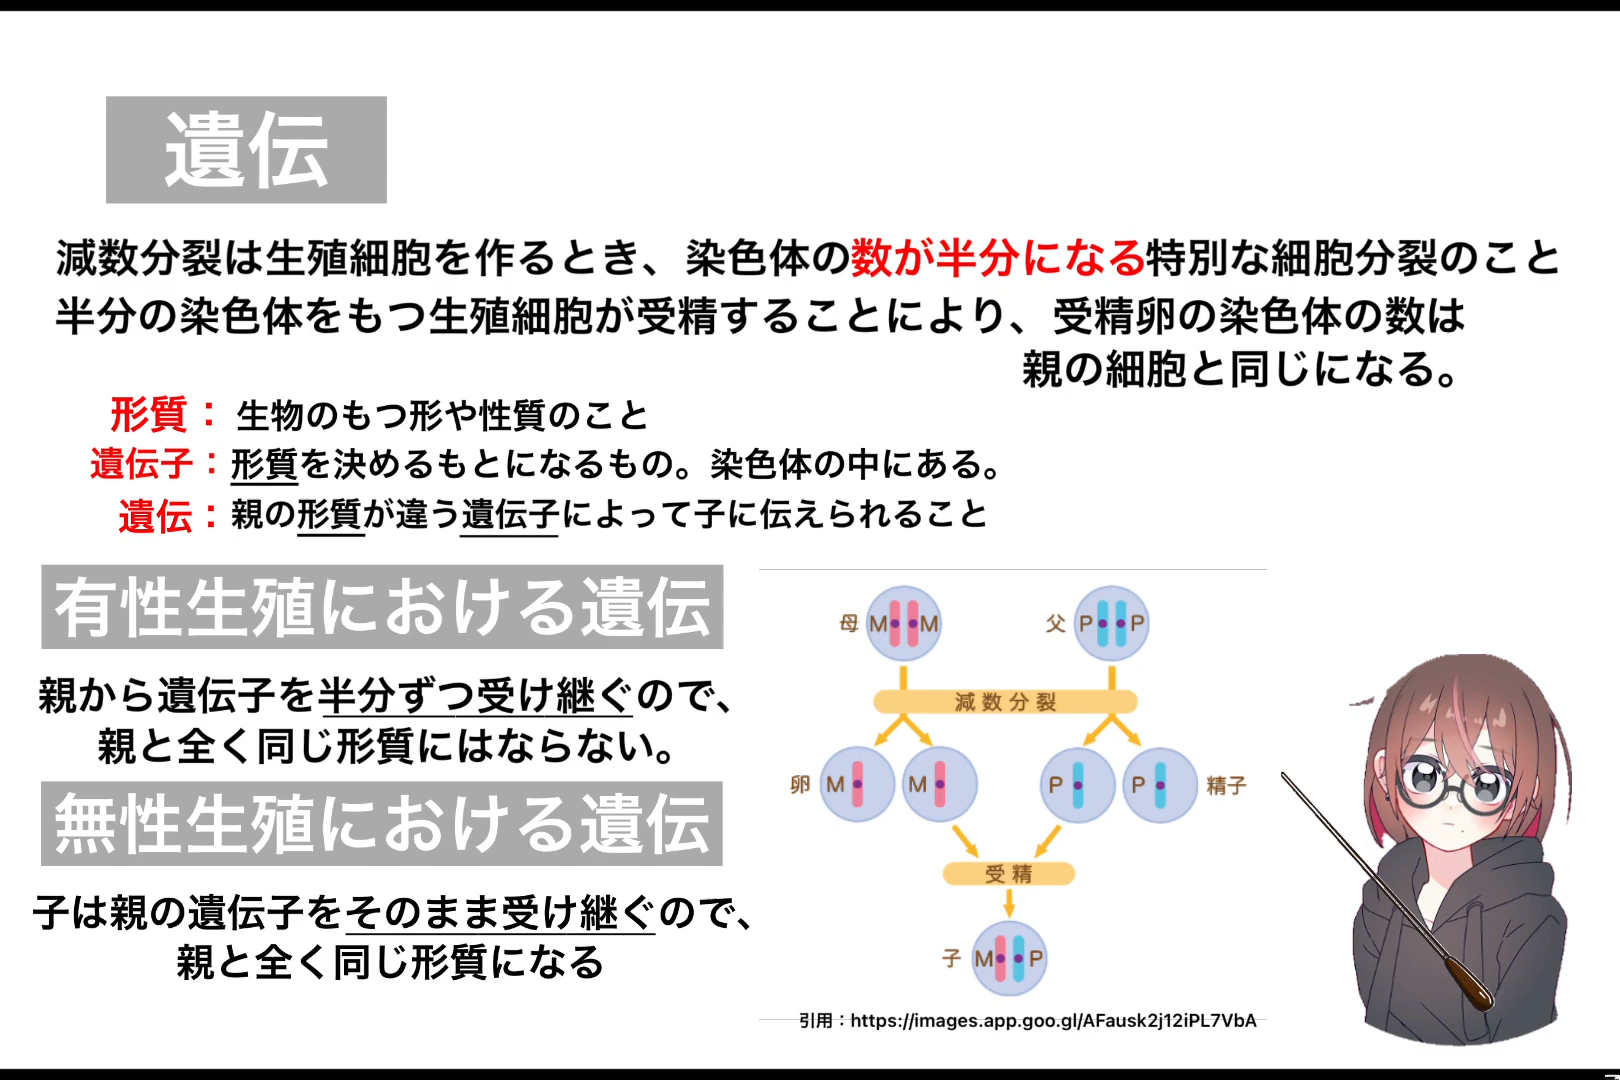 遺伝
減数分裂は生殖細胞を作るとき、染色体の数が半分になる特別な細胞分裂のこと
半分の染色体をもつ生殖細胞が受精することにより、受精卵の染色体の数は
親の細胞と同じになる。
形質：生物のもつ形や性質のこと
遺伝子：形質を決めるもとになるもの。染色体の中にある。
遺伝：親の形質が違う遺伝子によって子に伝えられること
有性生殖における遺伝
親から遺伝子を半分ずつ受け継ぐので、
親と全く同じ形質にはならない。
無性生殖における遺伝
子は親の遺伝子をそのまま受け継ぐので、
親と全く同じ形質になる
母 M M 父 P P
減数分裂
卵 M M P P 精子
受精
子 M P
引用：https://images.app.goo.gl/AFausk2j12iPL7VbA